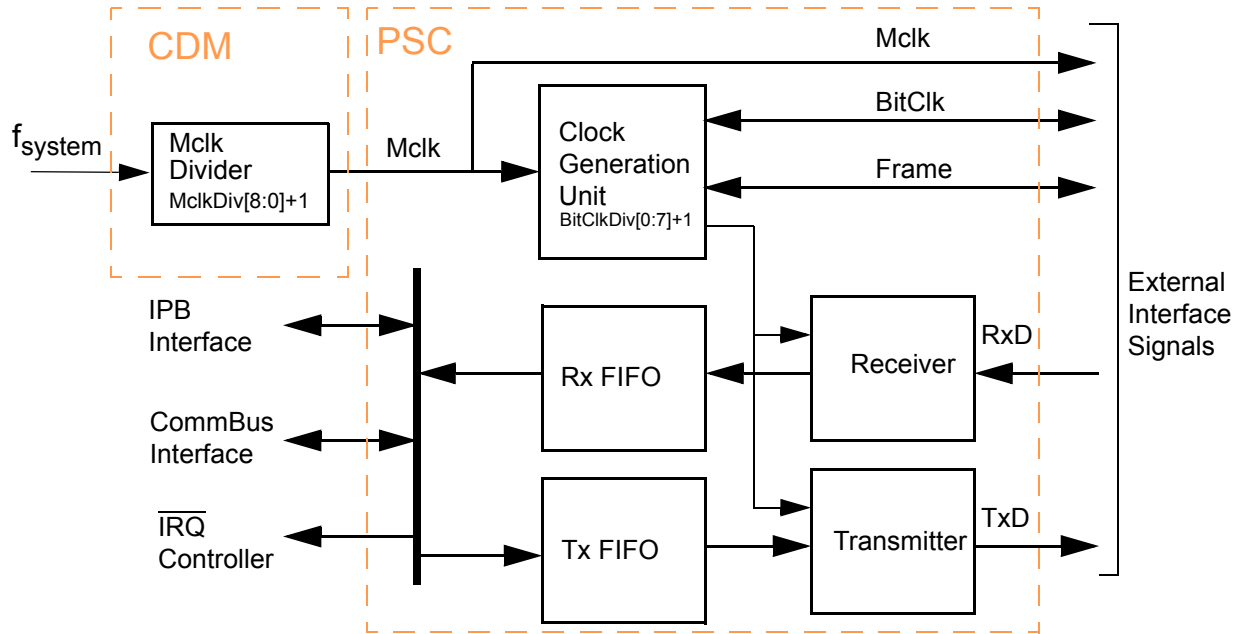 CDM
PSC
f_system
Mclk
Divider
MclkDiv[8:0]+1
Mclk
Mclk
BitClk
Frame
Clock
Generation
Unit
BitClkDiv[0:7]+1
External
Interface
Signals
IPB
Interface
CommBus
Interface
IRQ
Controller
Rx FIFO
Receiver
RxD
Tx FIFO
Transmitter
TxD